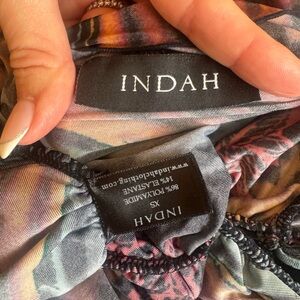 INDAH
INDAH
XS
86% POLYAMIDE
14% ELASTANE
www.indahclothing.com